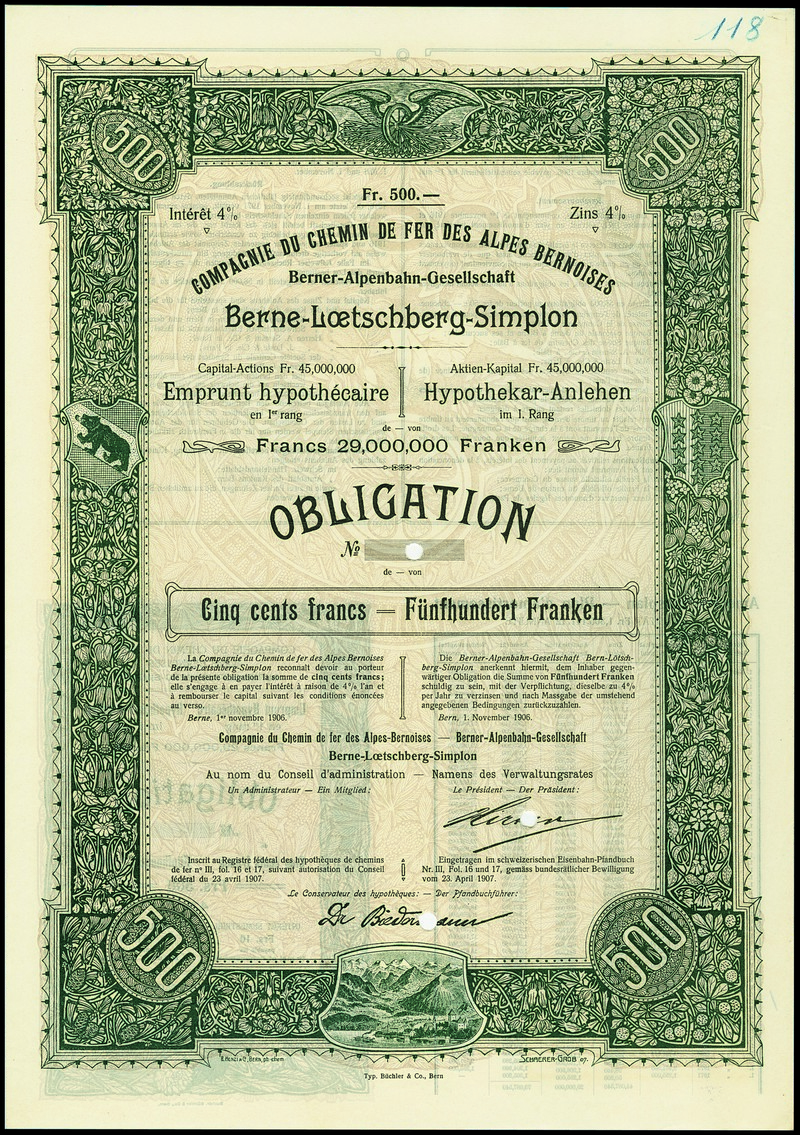 118
500
500
Fr. 500.—
Intérêt 4%
Zins 4%
COMPAGNIE DU CHEMIN DE FER DES ALPES BERNOISES
Berner-Alpenbahn-Gesellschaft
Berne-Lœtschberg-Simplon
Capital-Actions Fr. 45,000,000
Emprunt hypothécaire
en 1er rang
Aktien-Kapital Fr. 45,000,000
Hypothekar-Anlehen
im 1. Rang
de — von
Francs 29,000,000 Franken
OBLIGATION
No
de — von
Cinq cents francs = Fünfhundert Franken
La Compagnie du Chemin de fer des Alpes Bernoises
Berne-Lœtschberg-Simplon reconnaît devoir au porteur
de la présente obligation la somme de cinq cents francs;
elle s'engage à en payer l'intérêt à raison de 4% l'an et
à rembourser le capital suivant les conditions énoncées
au verso.
Berne, 1er novembre 1906.
Die Berner-Alpenbahn-Gesellschaft Bern-Lötsch-
berg-Simplon anerkennt hiermit, dem Inhaber gegen-
wärtiger Obligation die Summe von Fünfhundert Franken
schuldig zu sein, mit der Verpflichtung, dieselbe zu 4%
per Jahr zu verzinsen und nach Massgabe der umstehend
angegebenen Bedingungen zurückzuzahlen.
Bern, 1. November 1906.
Compagnie du Chemin de fer des Alpes-Bernoises — Berner-Alpenbahn-Gesellschaft
Berne-Lœtschberg-Simplon
Au nom du Conseil d'administration — Namens des Verwaltungsrates
Un Administrateur — Ein Mitglied:
Le Président — Der Präsident:
Inscrit au Registre fédéral des hypothèques de chemins
de fer nº III, fol. 16 et 17, suivant autorisation du Conseil
fédéral du 23 avril 1907.
Eingetragen im schweizerischen Eisenbahn-Pfandbuch
Nr. III, Fol. 16 und 17, gemäss bundesrätlicher Bewilligung
vom 23. April 1907.
Le Conservateur des hypothèques: — Der Pfandbuchführer:
Dr Biedermann
500
500
SCHAERER-GROB 07.
Typ. Büchler & Co., Bern